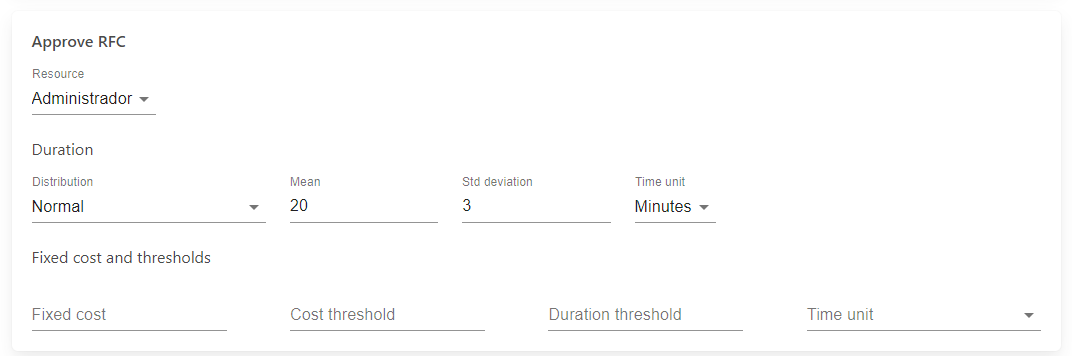 Approve RFC
Resource
Administrador
Duration
Distribution Mean Std deviation Time unit
Normal 20 3 Minutes
Fixed cost and thresholds
Fixed cost Cost threshold Duration threshold Time unit